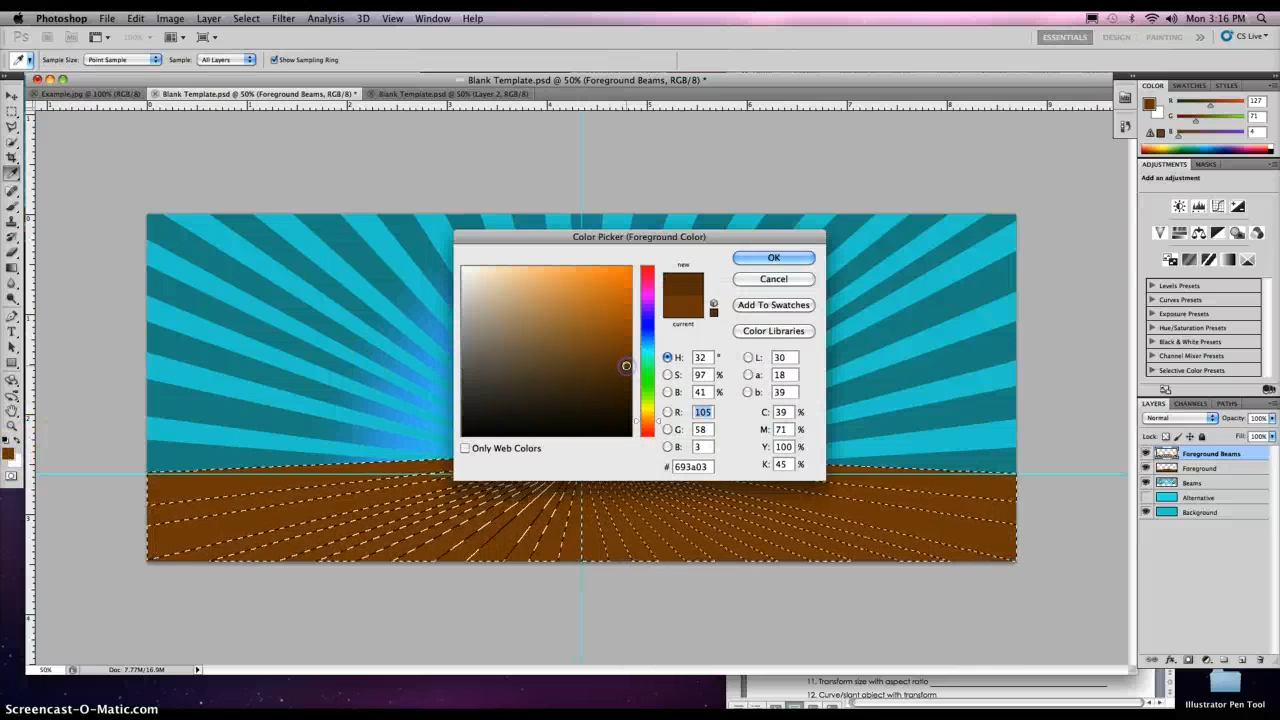 Photoshop File Edit Image Layer Select Filter Analysis 3D View Window Help Mon 3:16 PM
Ps 100% ESSENTIALS DESIGN PAINTING CS Live
Sample Size: Point Sample Sample: All Layers Show Sampling Ring
Blank Template.psd @ 50% (Foreground Beams, RGB/8) *
Example.jpg @ 100% (RGB/8) Blank Template.psd @ 50% (Foreground Beams, RGB/8) * Blank Template.psd @ 50% (Layer 2, RGB/8)
COLOR SWATCHES STYLES
R 127
G 71
B 4
ADJUSTMENTS MASKS
Add an adjustment
Levels Presets
Curves Presets
Exposure Presets
Hue/Saturation Presets
Black & White Presets
Channel Mixer Presets
Selective Color Presets
LAYERS CHANNELS PATHS
Normal Opacity: 100%
Lock: Fill: 100%
Foreground Beams
Foreground
Beams
Alternative
Background
Color Picker (Foreground Color)
new
current
OK
Cancel
Add To Swatches
Color Libraries
H: 32 ° L: 30
S: 97 % a: 18
B: 41 % b: 39
R: 105 C: 39 %
G: 58 M: 71 %
B: 3 Y: 100 %
# 693a03 K: 45 %
Only Web Colors
50% Doc: 7.77M/16.9M
11. Transform size with aspect ratio
12. Curve/slant object with transform
Illustrator Pen Tool
Screencast-O-Matic.com